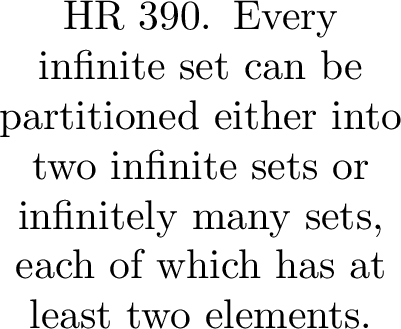 HR 390. Every
infinite set can be
partitioned either into
two infinite sets or
infinitely many sets,
each of which has at
least two elements.